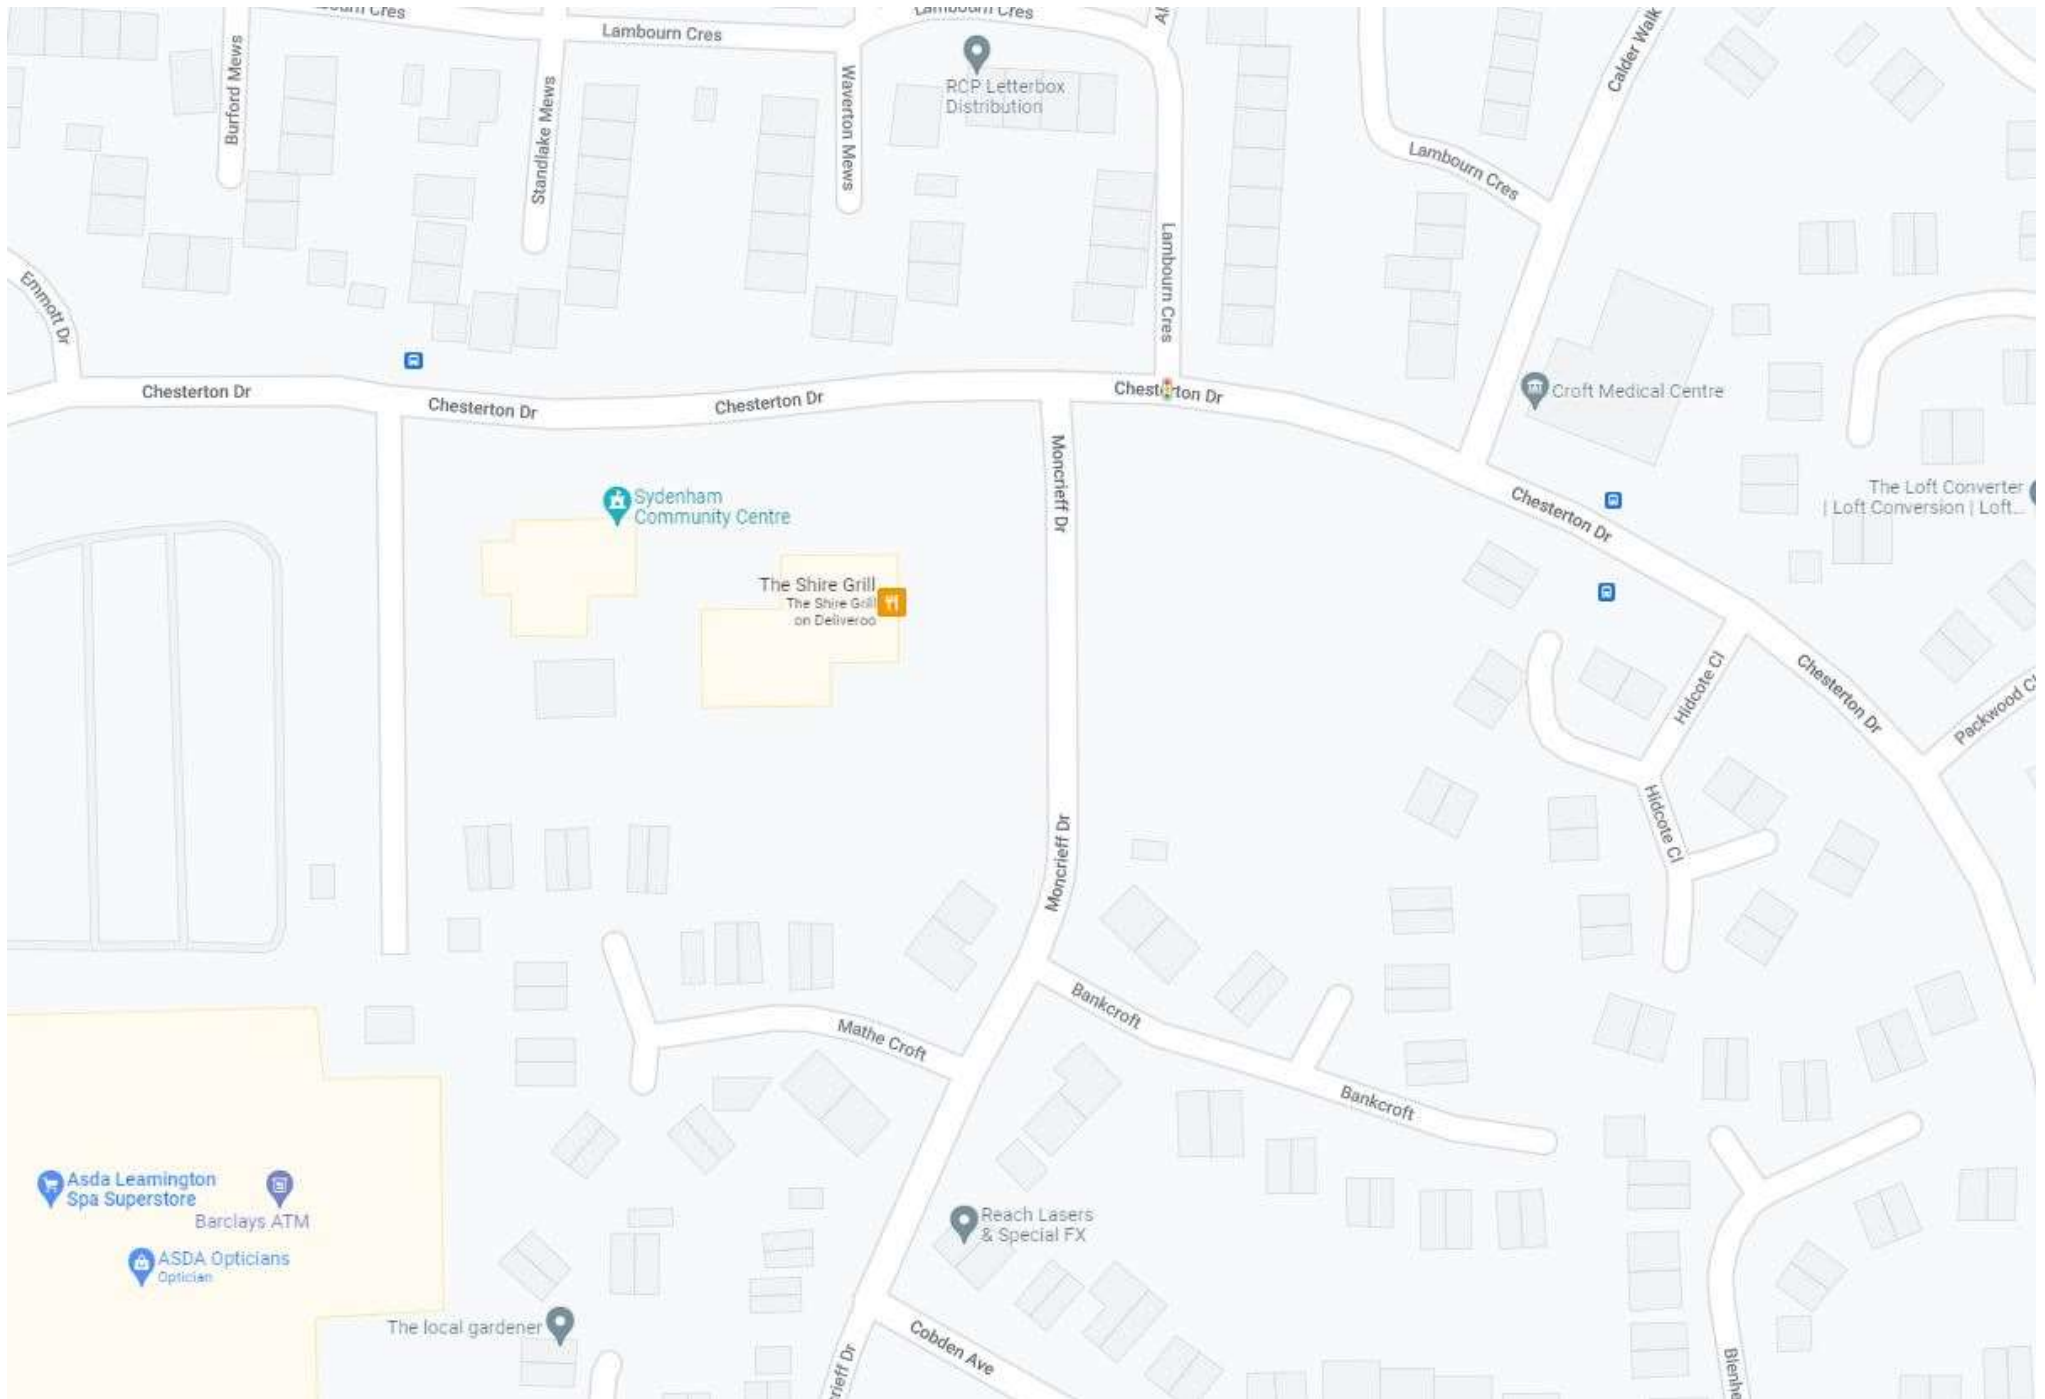 Lambourn Cres
Lambourn Cres
Burford Mews
Standlake Mews
Waverton Mews
RCP Letterbox
Distribution
Calder Walk
Lambourn Cres
Lambourn Cres
Emmott Dr
Chesterton Dr
Chesterton Dr
Chesterton Dr
Chesterton Dr
Croft Medical Centre
Moncrieff Dr
Sydenham
Community Centre
The Loft Converter
| Loft Conversion | Loft...
Chesterton Dr
The Shire Grill
The Shire Grill
on Deliveroo
Hidcote Cl
Chesterton Dr
Packwood
Moncrieff Dr
Hidcote Cl
Bankcroft
Mathe Croft
Bankcroft
Asda Leamington
Spa Superstore
Barclays ATM
ASDA Opticians
Optician
Reach Lasers
& Special FX
The local gardener
Cobden Ave
rieff Dr
Blenhe